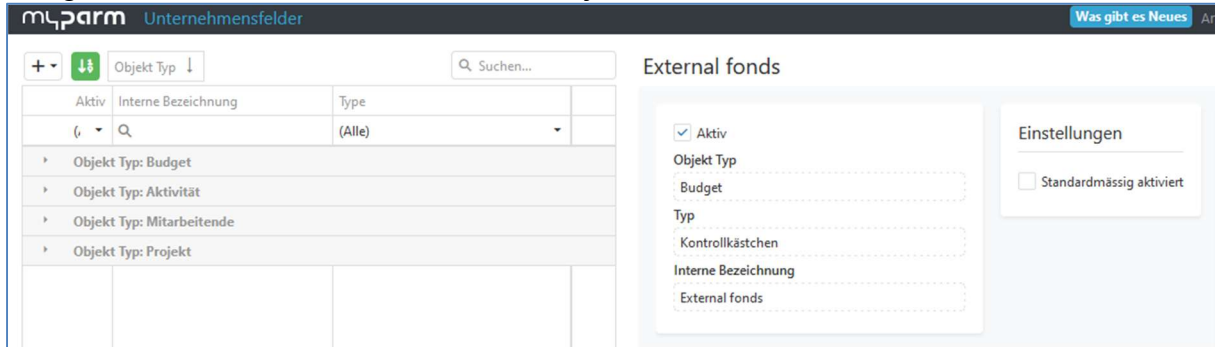 myparm Unternehmensfelder
Was gibt es Neues
Objekt Typ ↓
Suchen...
Aktiv Interne Bezeichnung Type
(Alle)
Objekt Typ: Budget
Objekt Typ: Aktivität
Objekt Typ: Mitarbeitende
Objekt Typ: Projekt
External fonds
Aktiv
Objekt Typ
Budget
Typ
Kontrollkästchen
Interne Bezeichnung
External fonds
Einstellungen
Standardmässig aktiviert